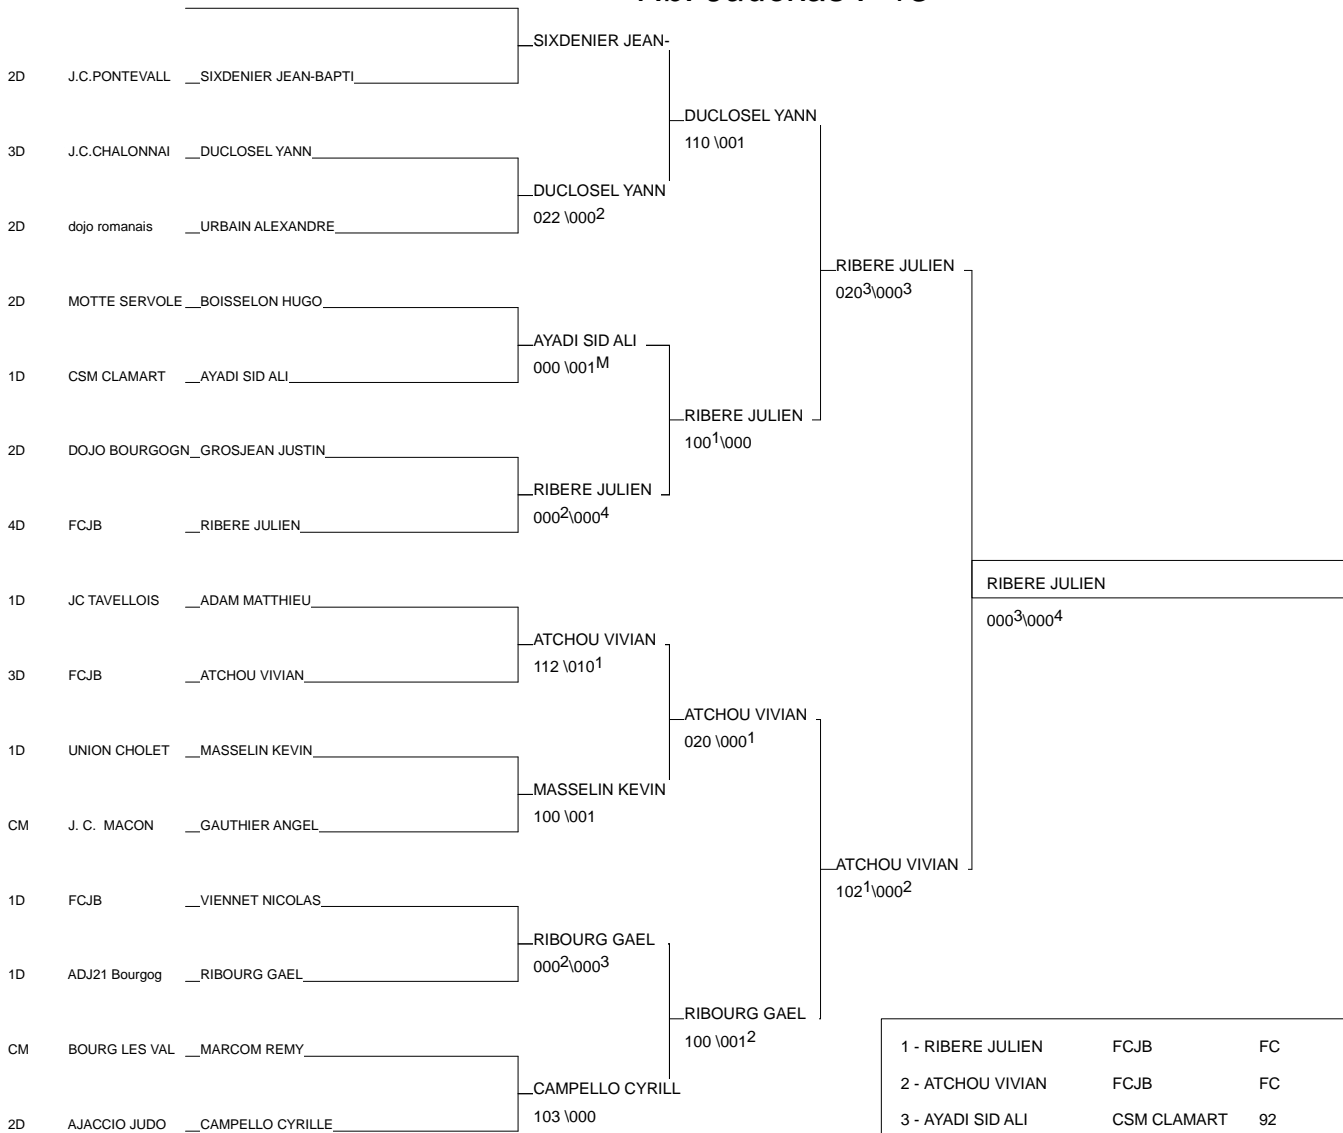 SIXDENIER JEAN-
2D J.C.PONTEVALL SIXDENIER JEAN-BAPTI
DUCLOSEL YANN
110 \001
3D J.C.CHALONNAI DUCLOSEL YANN
DUCLOSEL YANN
022 \000²
2D dojo romanais URBAIN ALEXANDRE
RIBERE JULIEN
020³\000³
2D MOTTE SERVOLE BOISSELON HUGO
AYADI SID ALI
000 \001ᴹ
1D CSM CLAMART AYADI SID ALI
RIBERE JULIEN
100¹\000
2D DOJO BOURGOGN GROSJEAN JUSTIN
RIBERE JULIEN
000²\000⁴
4D FCJB RIBERE JULIEN
RIBERE JULIEN
000³\000⁴
1D JC TAVELLOIS ADAM MATTHIEU
ATCHOU VIVIAN
112 \010¹
3D FCJB ATCHOU VIVIAN
ATCHOU VIVIAN
020 \000¹
1D UNION CHOLET MASSELIN KEVIN
MASSELIN KEVIN
100 \001
CM J. C. MACON GAUTHIER ANGEL
ATCHOU VIVIAN
102¹\000²
1D FCJB VIENNET NICOLAS
RIBOURG GAEL
000²\000³
1D ADJ21 Bourgog RIBOURG GAEL
RIBOURG GAEL
100 \001²
CM BOURG LES VAL MARCOM REMY
CAMPELLO CYRILL
103 \000
2D AJACCIO JUDO CAMPELLO CYRILLE
1 - RIBERE JULIEN FCJB FC
2 - ATCHOU VIVIAN FCJB FC
3 - AYADI SID ALI CSM CLAMART 92